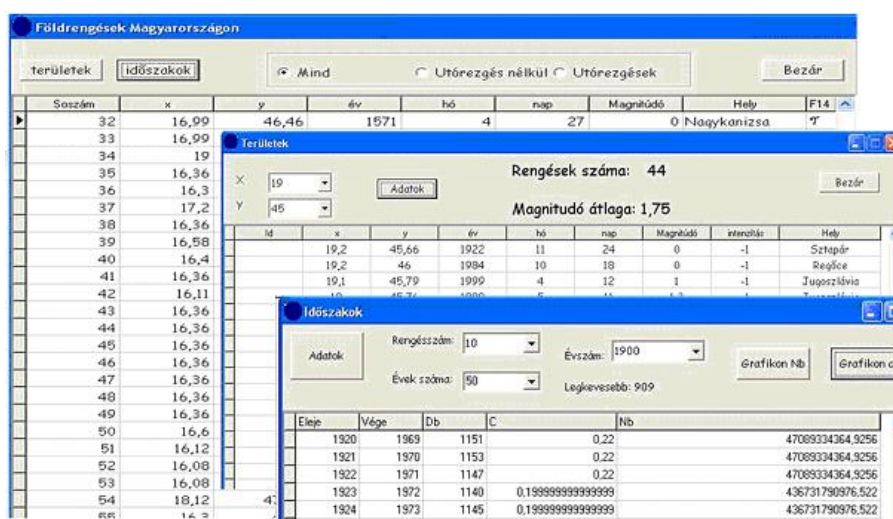 Földrengések Magyarországon
területek időszakok Mind Utórezgés nélkül Utórezgések Bezár
Soszám x y év hó nap Magnitúdó Hely F14
32 16,99 46,46 1571 4 27 0 Nagykanizsa
33 16,99
34 19
35 16,36
36 16,3
37 17,2
38 16,36
39 16,58
40 16,4
41 16,36
42 16,11
43 16,36
44 16,36
45 16,36
46 16,36
47 16,36
48 16,36
49 16,36
50 16,6
51 16,12
52 16,08
53 16,08
54 18,12
55 16,3
Területek
X 19 Adatok Rengések száma: 44 Bezár
Y 45 Magnitudó átlaga: 1,75
Id x y év hó nap Magnitúdó intenzitás Hely
19,2 45,66 1922 11 24 0 -1 Sztapár
19,2 46 1984 10 18 0 -1 Regőce
19,1 45,79 1999 4 12 1 -1 Jugoszlávia
Időszakok
Adatok Rengésszám: 10 Évszám: 1900 Grafikon Nb Grafikon
Évek száma: 50 Legkevesebb: 909
Eleje Vége Db C Nb
1920 1969 1151 0,22 47089334364,9256
1921 1970 1153 0,22 47089334364,9256
1922 1971 1147 0,22 47089334364,9256
1923 1972 1140 0,199999999999999 436731790976,522
1924 1973 1145 0,199999999999999 436731790976,522